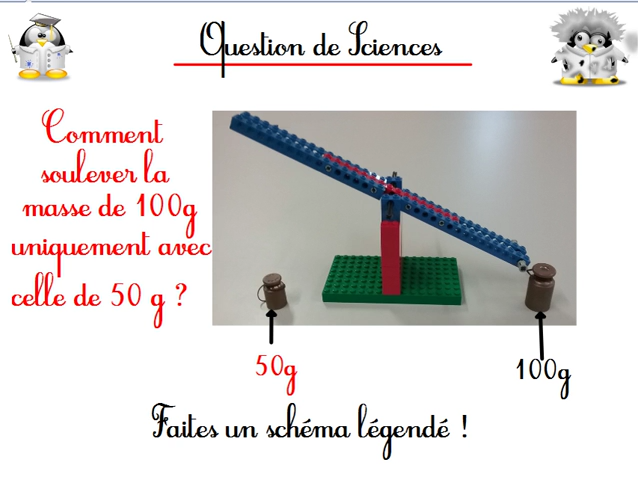 Question de Sciences
Comment
soulever la
masse de 100g
uniquement avec
celle de 50 g ?
50g
100g
Faites un schéma légendé !